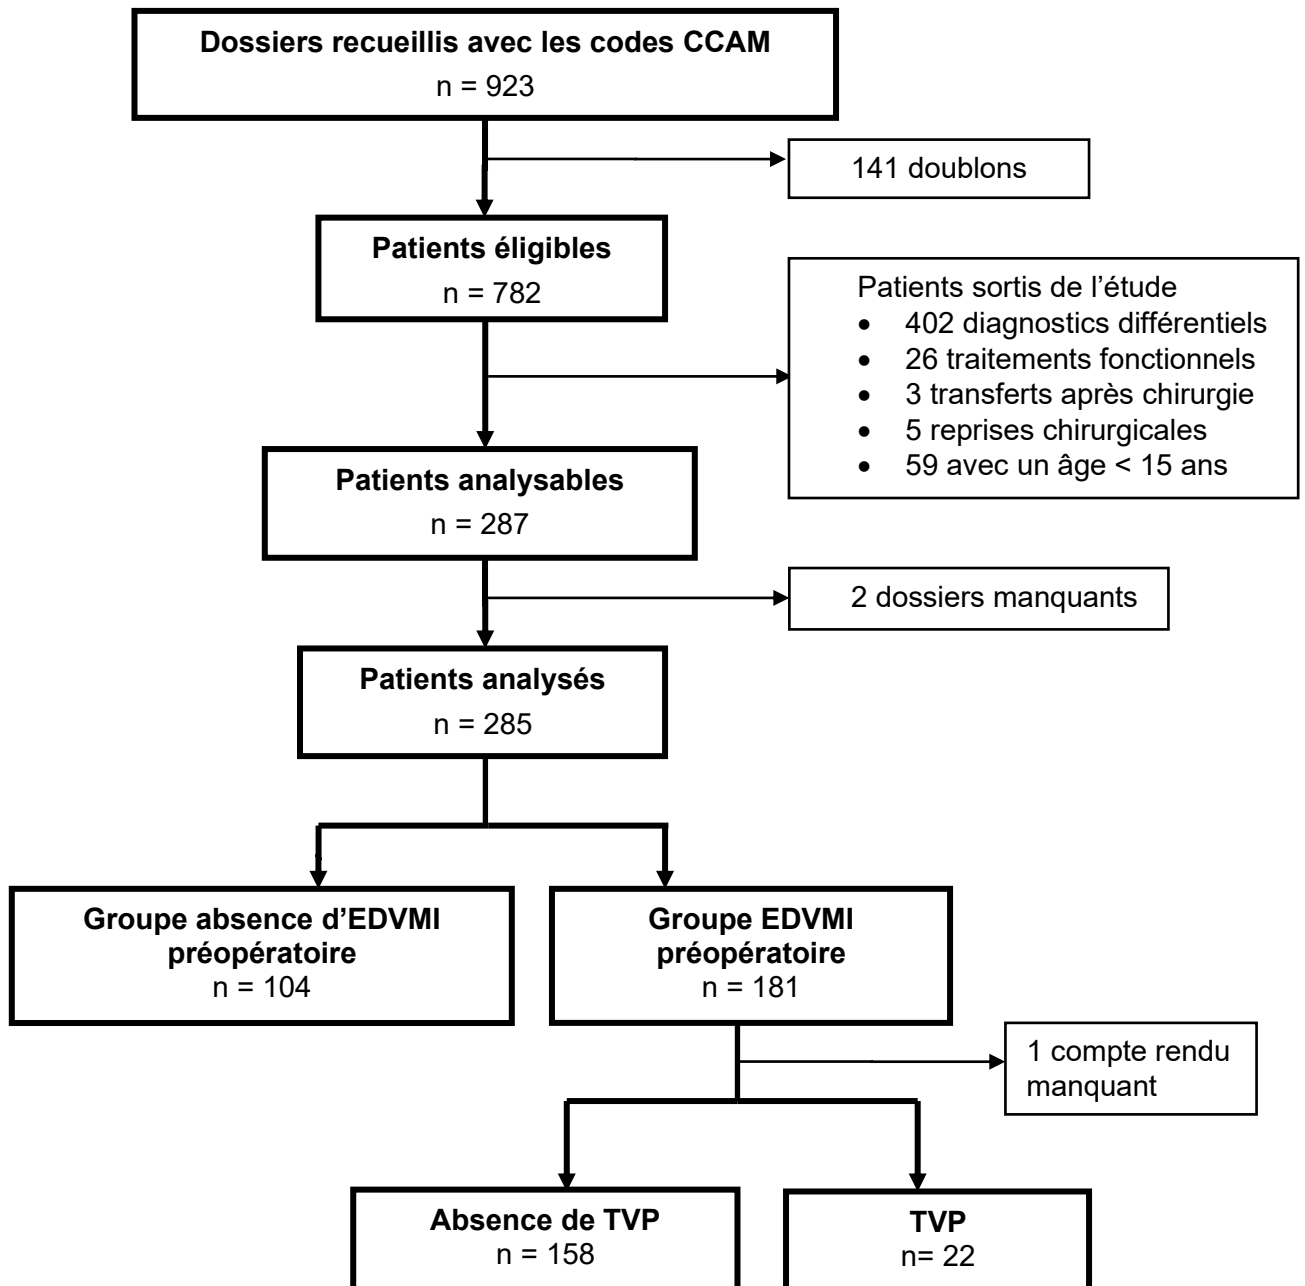 Dossiers recueillis avec les codes CCAM
n = 923
141 doublons
Patients éligibles
n = 782
Patients sortis de l’étude
• 402 diagnostics différentiels
• 26 traitements fonctionnels
• 3 transferts après chirurgie
• 5 reprises chirurgicales
• 59 avec un âge < 15 ans
Patients analysables
n = 287
2 dossiers manquants
Patients analysés
n = 285
Groupe absence d’EDVMI
préopératoire
n = 104
Groupe EDVMI
préopératoire
n = 181
1 compte rendu
manquant
Absence de TVP
n = 158
TVP
n= 22